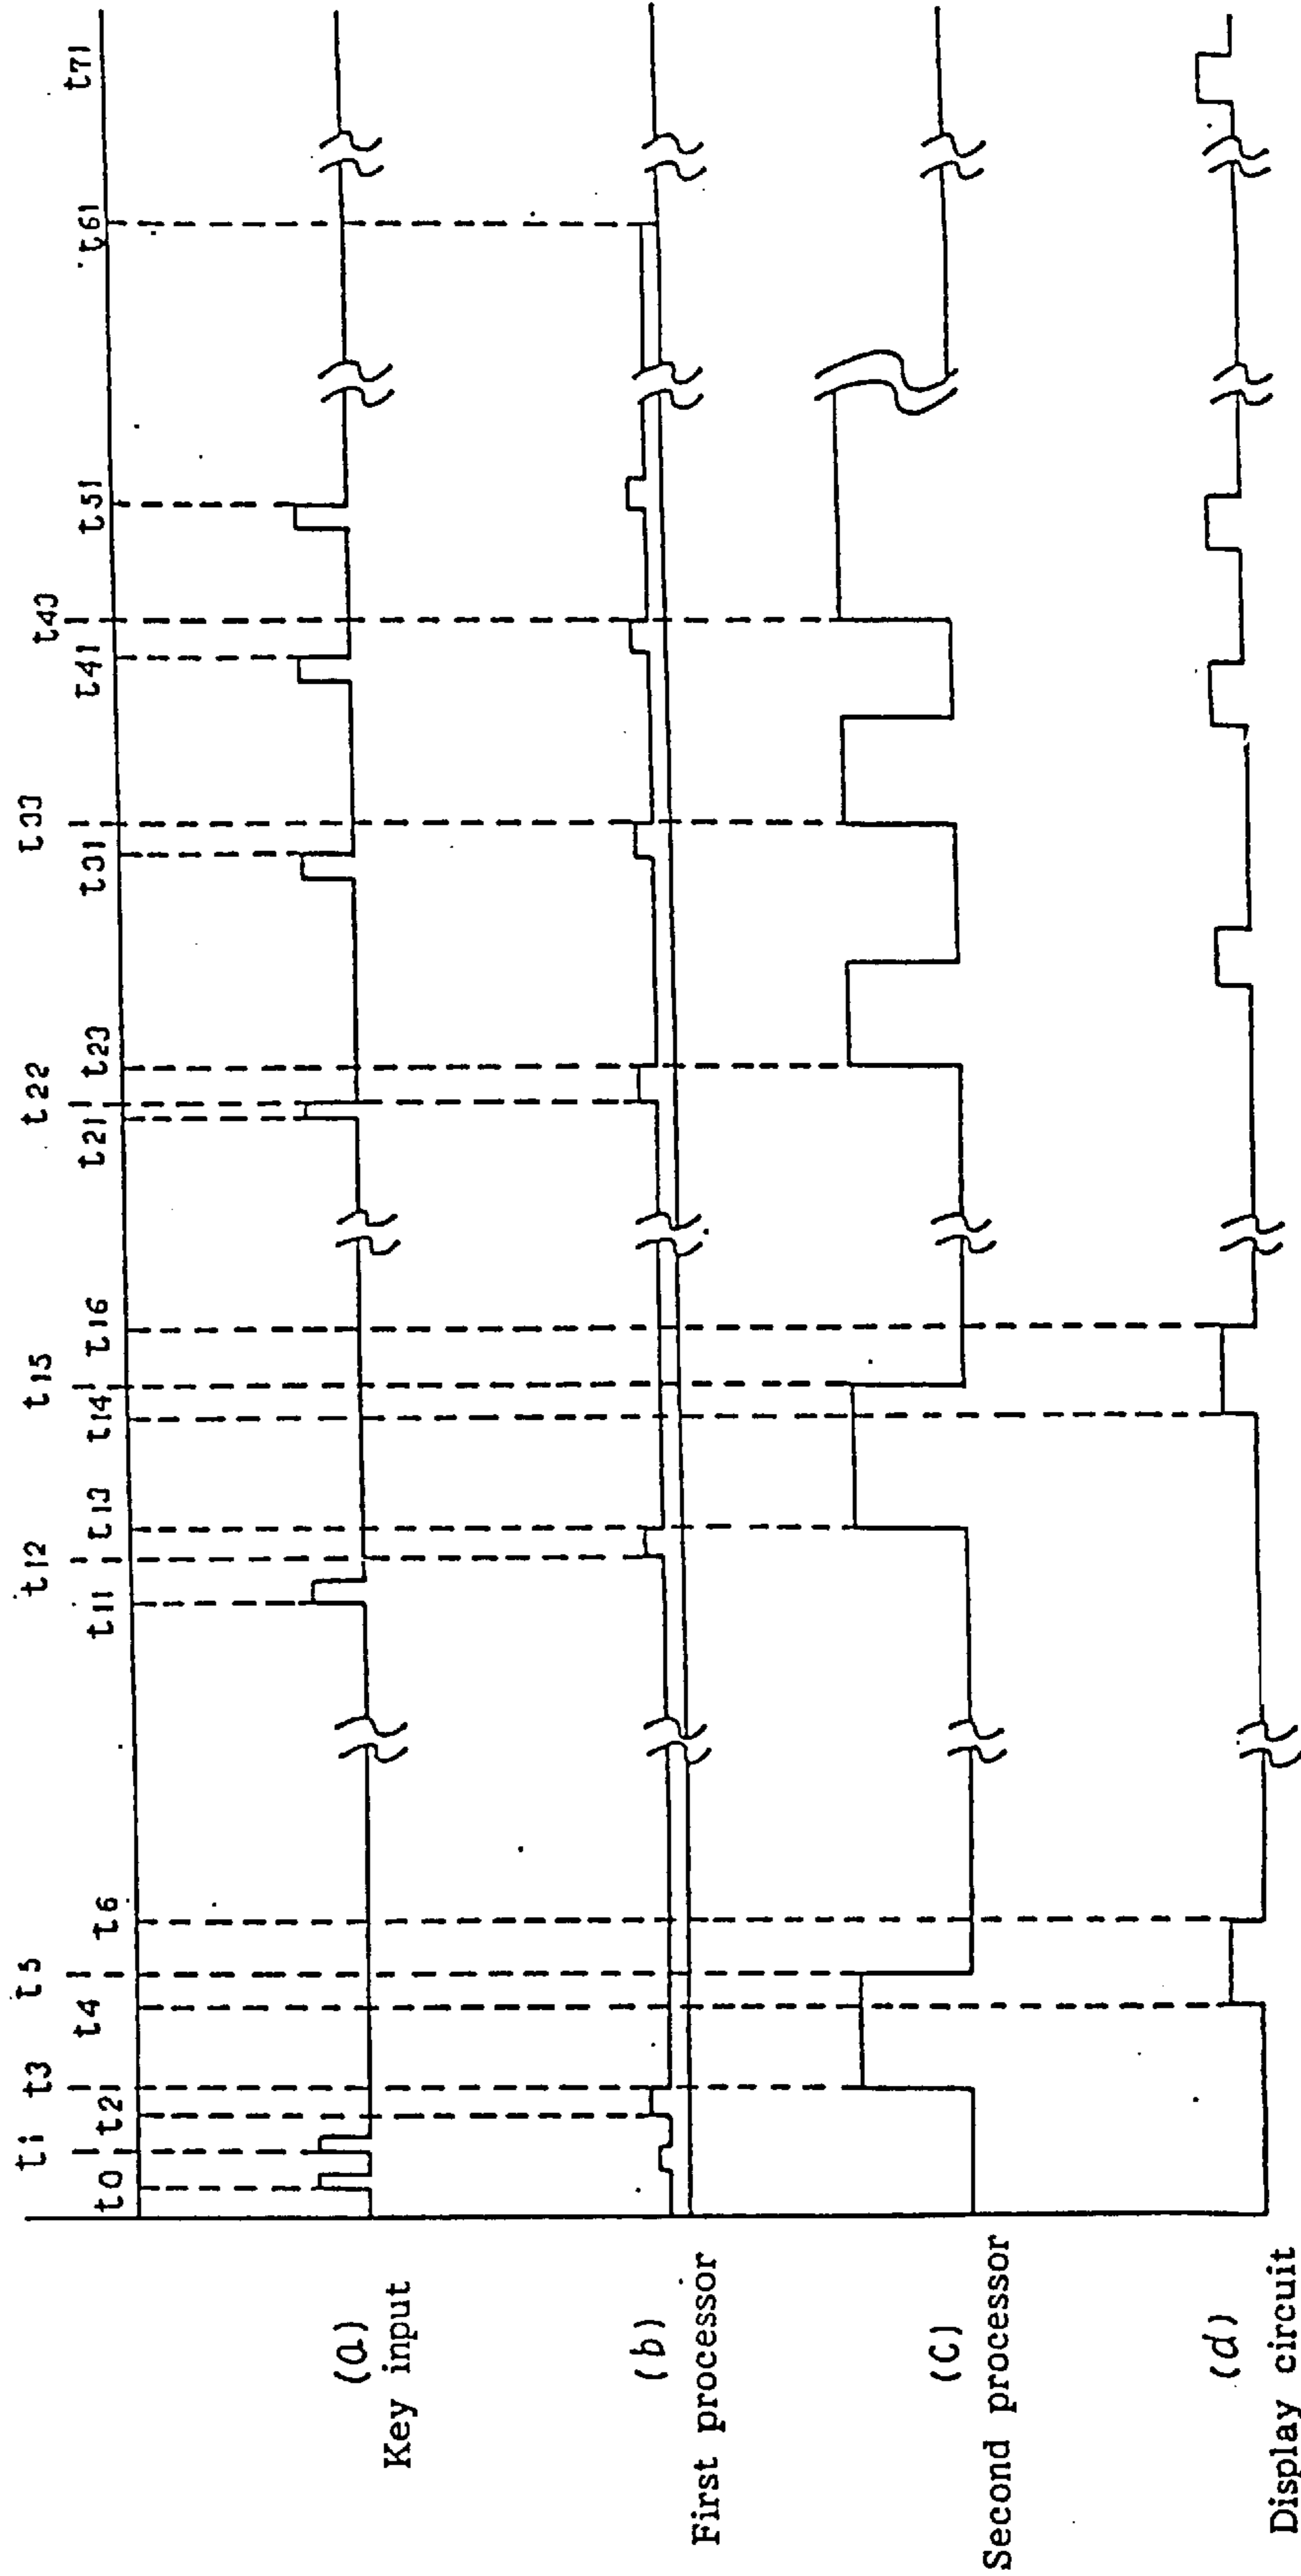 t1 t3 t5 t12 t15 t22 t33 t43
t0 t2 t4 t6 t11 t13 t14 t16 t21 t23 t31 t41 t51 t61 t71
(a)
Key input
(b)
First processor
(C)
Second processor
(d)
Display circuit